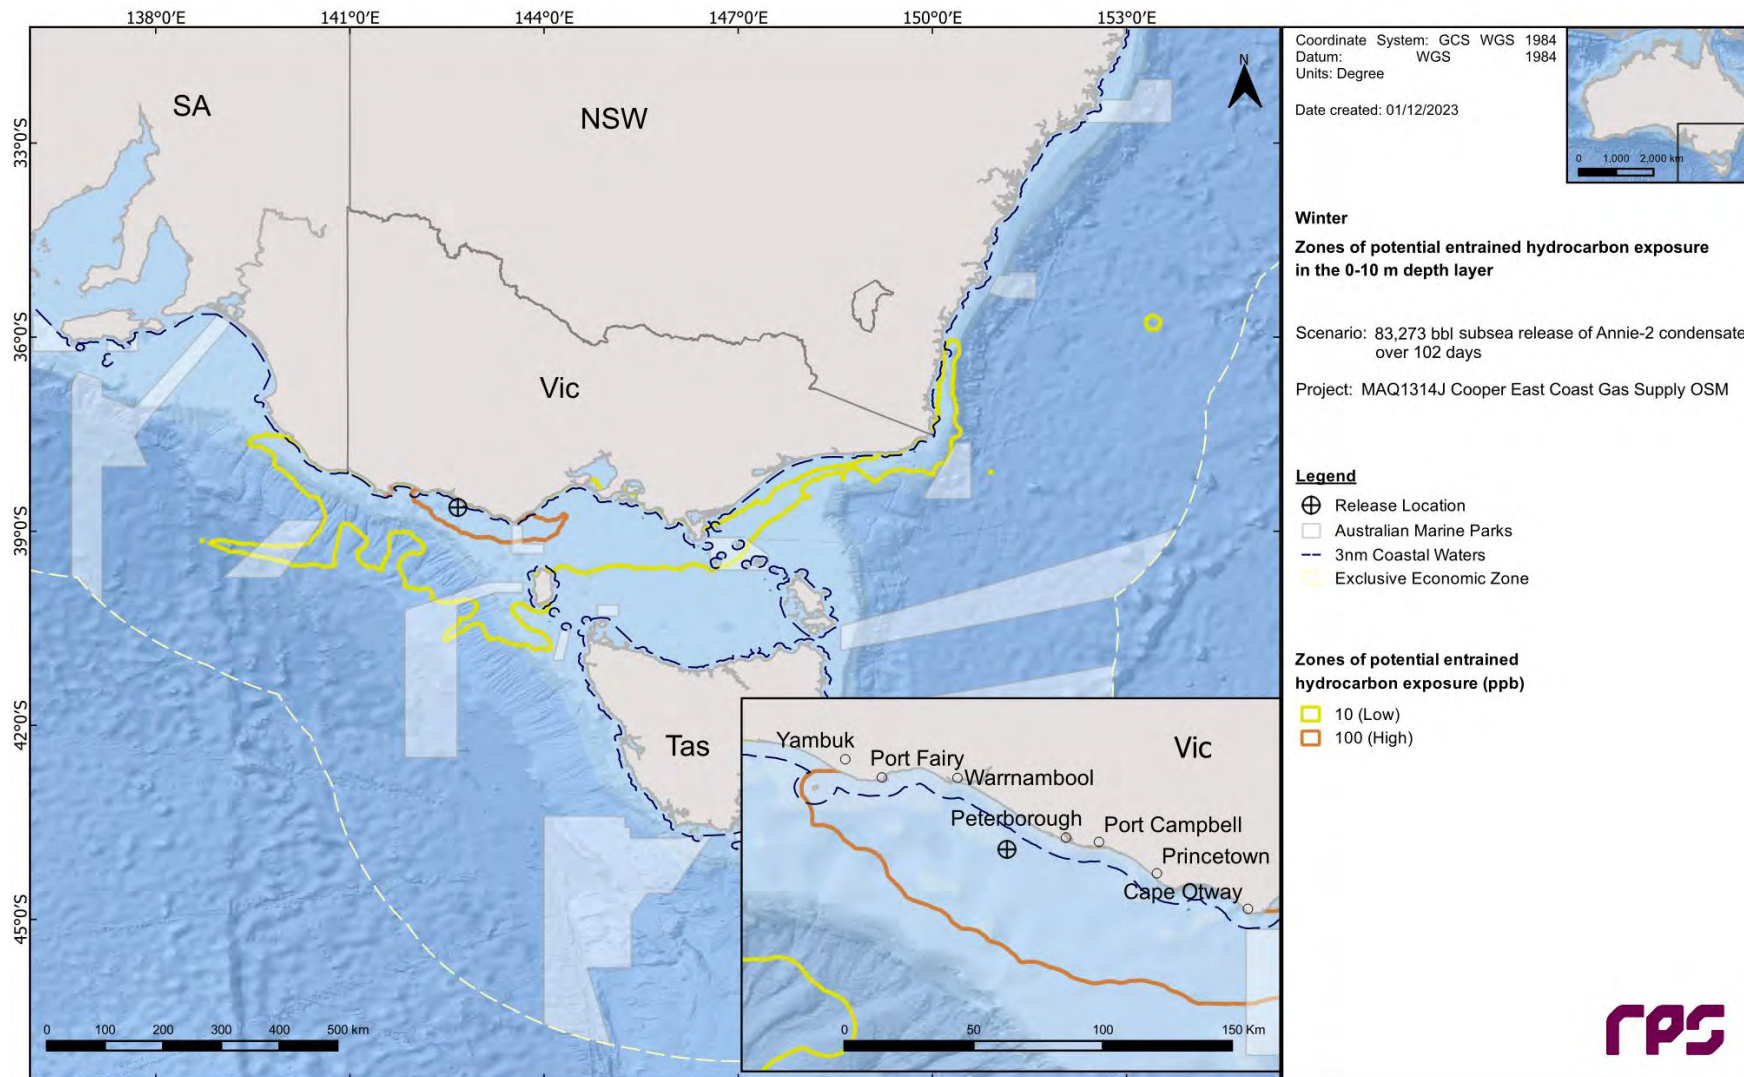 138°0'E
141°0'E
144°0'E
147°0'E
150°0'E
153°0'E
33°0'S
36°0'S
39°0'S
42°0'S
45°0'S
SA
NSW
Vic
Tas
N
0 100 200 300 400 500 Km
Yambuk
Port Fairy
Warrnambool
Vic
Peterborough
Port Campbell
Princetown
Cape Otway
0 50 100 150 Km
Coordinate System: GCS WGS 1984
Datum: WGS 1984
Units: Degree
Date created: 01/12/2023
0 1,000 2,000 km
Winter
Zones of potential entrained hydrocarbon exposure
in the 0-10 m depth layer
Scenario: 83,273 bbl subsea release of Annie-2 condensate
over 102 days
Project: MAQ1314J Cooper East Coast Gas Supply OSM
Legend
Release Location
Australian Marine Parks
3nm Coastal Waters
Exclusive Economic Zone
Zones of potential entrained
hydrocarbon exposure (ppb)
10 (Low)
100 (High)
rps